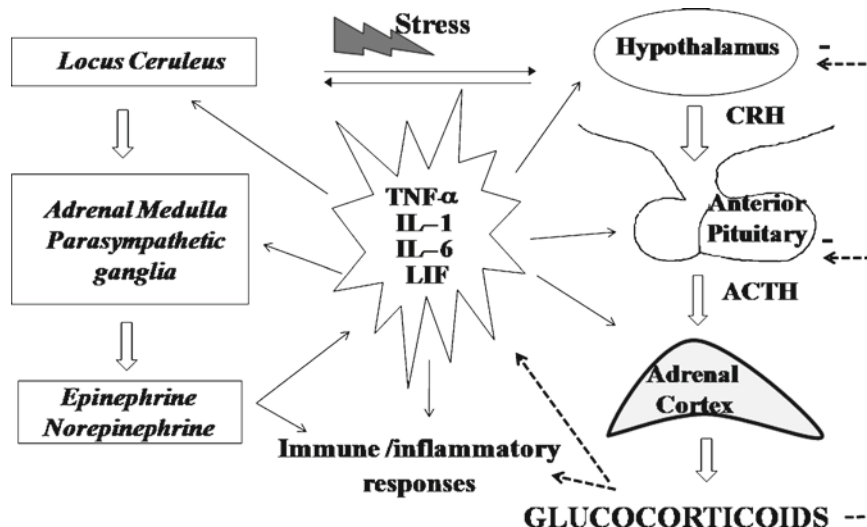 Stress
Locus Ceruleus
Hypothalamus
-
CRH
TNF-α
IL–1
IL–6
LIF
Adrenal Medulla
Parasympathetic
ganglia
Anterior
Pituitary
-
ACTH
Epinephrine
Norepinephrine
Adrenal
Cortex
Immune /inflammatory
responses
GLUCOCORTICOIDS